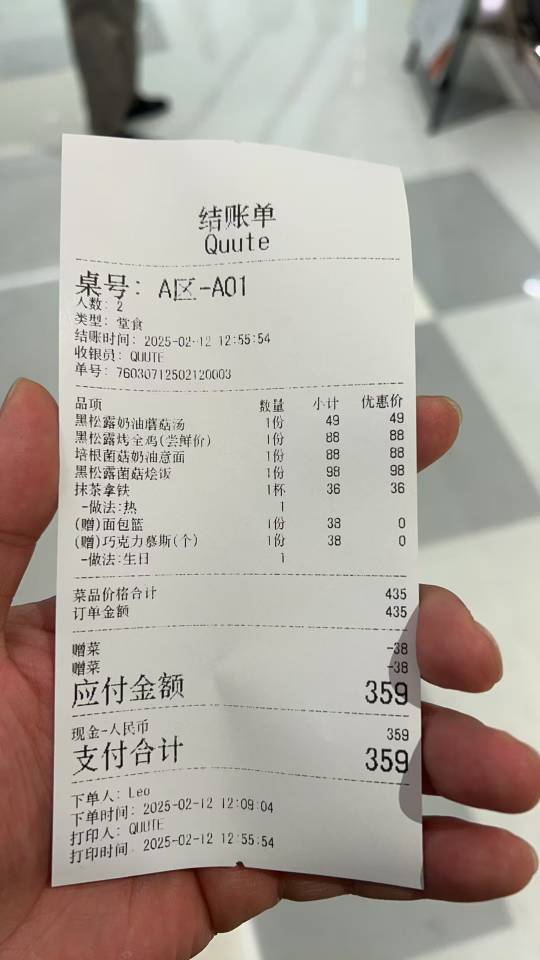 结账单
Quute
桌号: A区-A01
人数: 2
类型: 堂食
结账时间: 2025-02-12 12:55:54
收银员: QUUTE
单号: 76030712502120003
品项 数量 小计 优惠价
黑松露奶油蘑菇汤 1份 49 49
黑松露烤全鸡(尝鲜价) 1份 88 88
培根菌菇奶油意面 1份 88 88
黑松露菌菇烩饭 1份 98 98
抹茶拿铁 1杯 36 36
-做法:热 1
(赠)面包篮 1份 38 0
(赠)巧克力慕斯(个) 1份 38 0
-做法:生日 1
菜品价格合计 435
订单金额 435
赠菜 -38
赠菜 -38
应付金额 359
现金-人民币 359
支付合计 359
下单人: Leo
下单时间: 2025-02-12 12:09:04
打印人: QUUTE
打印时间: 2025-02-12 12:55:54